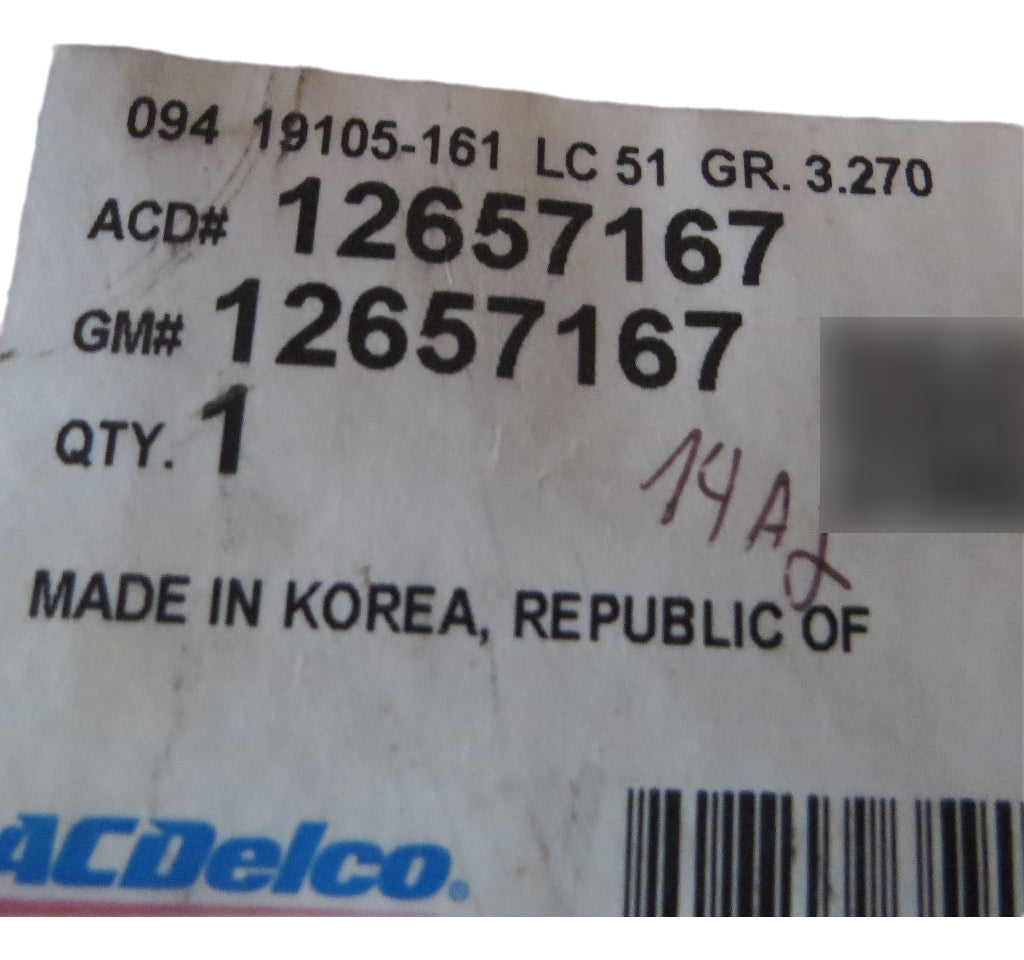 094 19105-161 LC 51 GR. 3.270
ACD# 12657167
GM# 12657167
QTY. 1
14A2
MADE IN KOREA, REPUBLIC OF
ACDelco®